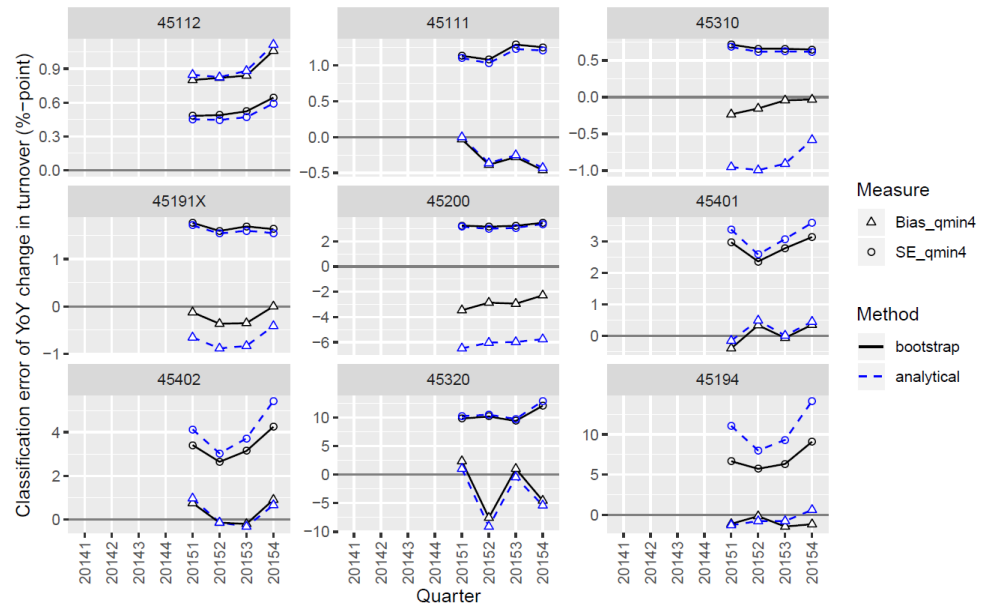 45112 45111 45310
0.9 0.6 0.3 0.0
1.0 0.5 0.0 −0.5
0.5 0.0 −0.5 −1.0
45191X 45200 45401
1 0 −1
2 0 −2 −4 −6
3 2 1 0
45402 45320 45194
4 2 0
10 5 0 −5 −10
10 5 0
20141 20142 20143 20144 20151 20152 20153 20154
20141 20142 20143 20144 20151 20152 20153 20154
20141 20142 20143 20144 20151 20152 20153 20154
Quarter
Classification error of YoY change in turnover (%−point)
Measure
Bias_qmin4
SE_qmin4
Method
bootstrap
analytical